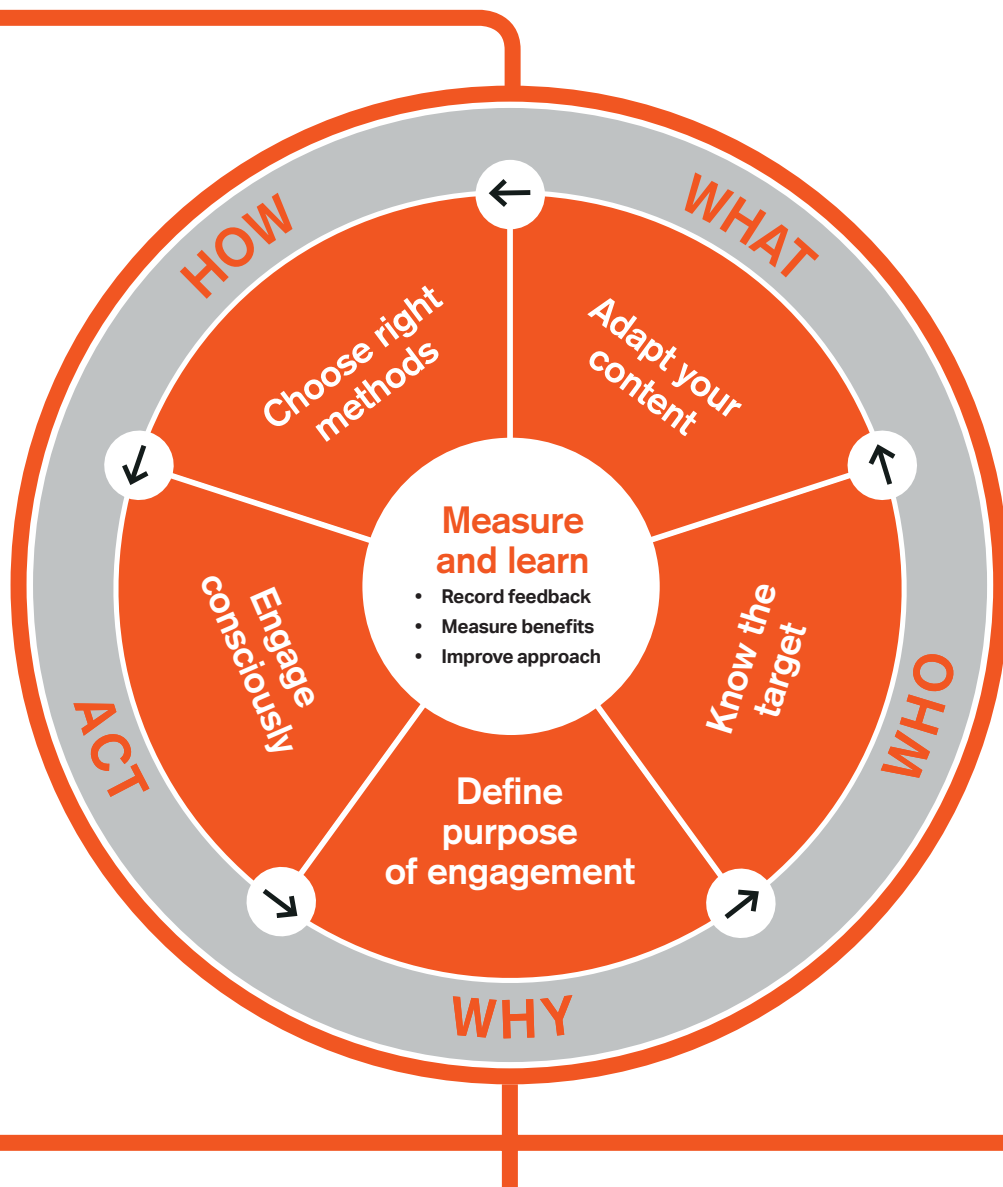 HOW
WHAT
Choose right
methods
Adapt your
content
Measure
and learn
• Record feedback
• Measure benefits
• Improve approach
Engage
consciously
Know the
target
ACT
WHO
Define
purpose
of engagement
WHY